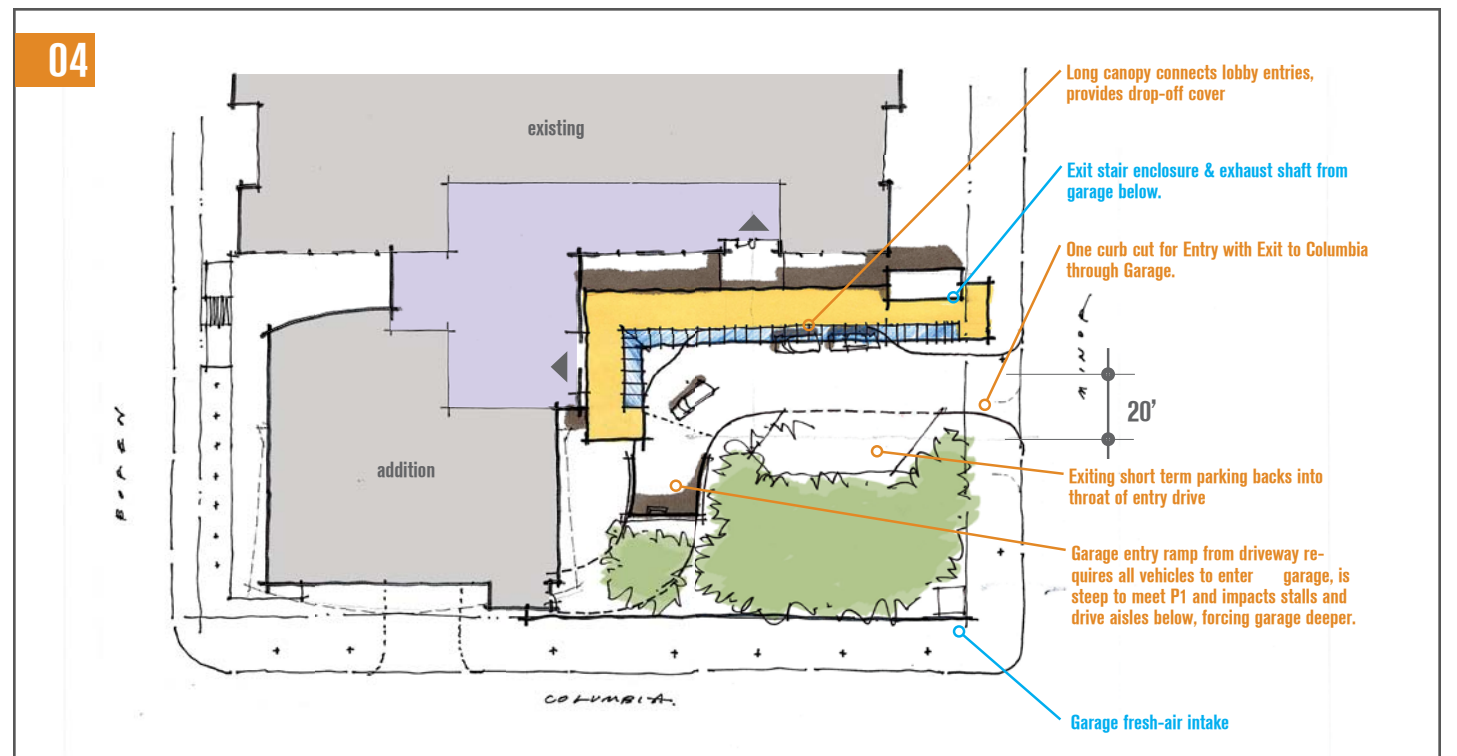 04
existing
addition
BOREN
COLUMBIA.
MINOR
20’
Long canopy connects lobby entries,
provides drop-off cover
Exit stair enclosure & exhaust shaft from
garage below.
One curb cut for Entry with Exit to Columbia
through Garage.
Exiting short term parking backs into
throat of entry drive
Garage entry ramp from driveway re-
quires all vehicles to enter garage, is
steep to meet P1 and impacts stalls and
drive aisles below, forcing garage deeper.
Garage fresh-air intake